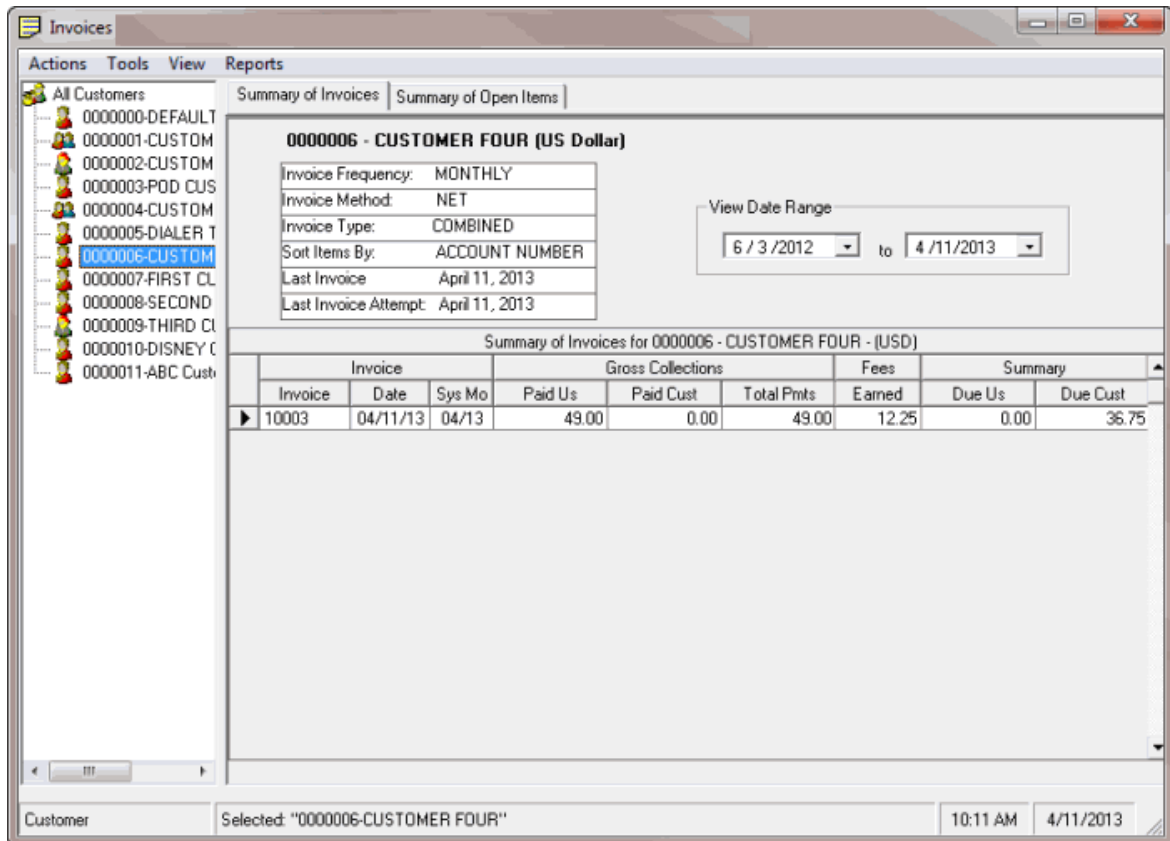 Invoices
Actions Tools View Reports
All Customers
0000000-DEFAULT
0000001-CUSTOM
0000002-CUSTOM
0000003-POD CUS
0000004-CUSTOM
0000005-DIALER T
0000006-CUSTOM
0000007-FIRST CL
0000008-SECOND
0000009-THIRD CL
0000010-DISNEY
0000011-ABC Custo
Summary of Invoices Summary of Open Items
0000006 - CUSTOMER FOUR (US Dollar)
Invoice Frequency: MONTHLY
Invoice Method: NET
Invoice Type: COMBINED
Sort Items By: ACCOUNT NUMBER
Last Invoice April 11, 2013
Last Invoice Attempt: April 11, 2013
View Date Range
6 / 3 /2012 to 4 /11/2013
Summary of Invoices for 0000006 - CUSTOMER FOUR - (USD)
Invoice Gross Collections Fees Summary
Invoice Date Sys Mo Paid Us Paid Cust Total Pmts Earned Due Us Due Cust
10003 04/11/13 04/13 49.00 0.00 49.00 12.25 0.00 36.75
Customer Selected: "0000006-CUSTOMER FOUR" 10:11 AM 4/11/2013